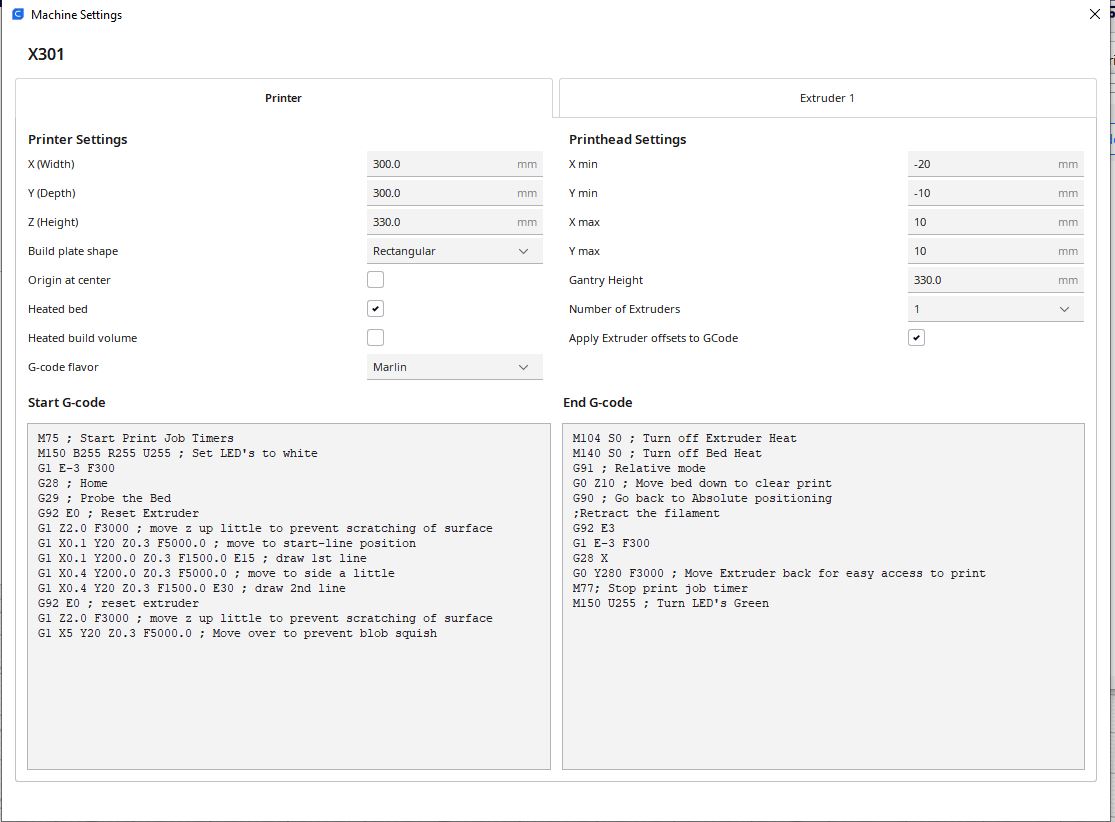 Machine Settings
X301
Printer
Extruder 1
Printer Settings
X (Width) 300.0 mm
Y (Depth) 300.0 mm
Z (Height) 330.0 mm
Build plate shape Rectangular
Origin at center
Heated bed
Heated build volume
G-code flavor Marlin
Printhead Settings
X min -20 mm
Y min -10 mm
X max 10 mm
Y max 10 mm
Gantry Height 330.0 mm
Number of Extruders 1
Apply Extruder offsets to GCode
Start G-code
M75 ; Start Print Job Timers
M150 B255 R255 U255 ; Set LED's to white
G1 E-3 F300
G28 ; Home
G29 ; Probe the Bed
G92 E0 ; Reset Extruder
G1 Z2.0 F3000 ; move z up little to prevent scratching of surface
G1 X0.1 Y20 Z0.3 F5000.0 ; move to start-line position
G1 X0.1 Y200.0 Z0.3 F1500.0 E15 ; draw 1st line
G1 X0.4 Y200.0 Z0.3 F5000.0 ; move to side a little
G1 X0.4 Y20 Z0.3 F1500.0 E30 ; draw 2nd line
G92 E0 ; reset extruder
G1 Z2.0 F3000 ; move z up little to prevent scratching of surface
G1 X5 Y20 Z0.3 F5000.0 ; Move over to prevent blob squish
End G-code
M104 S0 ; Turn off Extruder Heat
M140 S0 ; Turn off Bed Heat
G91 ; Relative mode
G0 Z10 ; Move bed down to clear print
G90 ; Go back to Absolute positioning
;Retract the filament
G92 E3
G1 E-3 F300
G28 X
G0 Y280 F3000 ; Move Extruder back for easy access to print
M77; Stop print job timer
M150 U255 ; Turn LED's Green